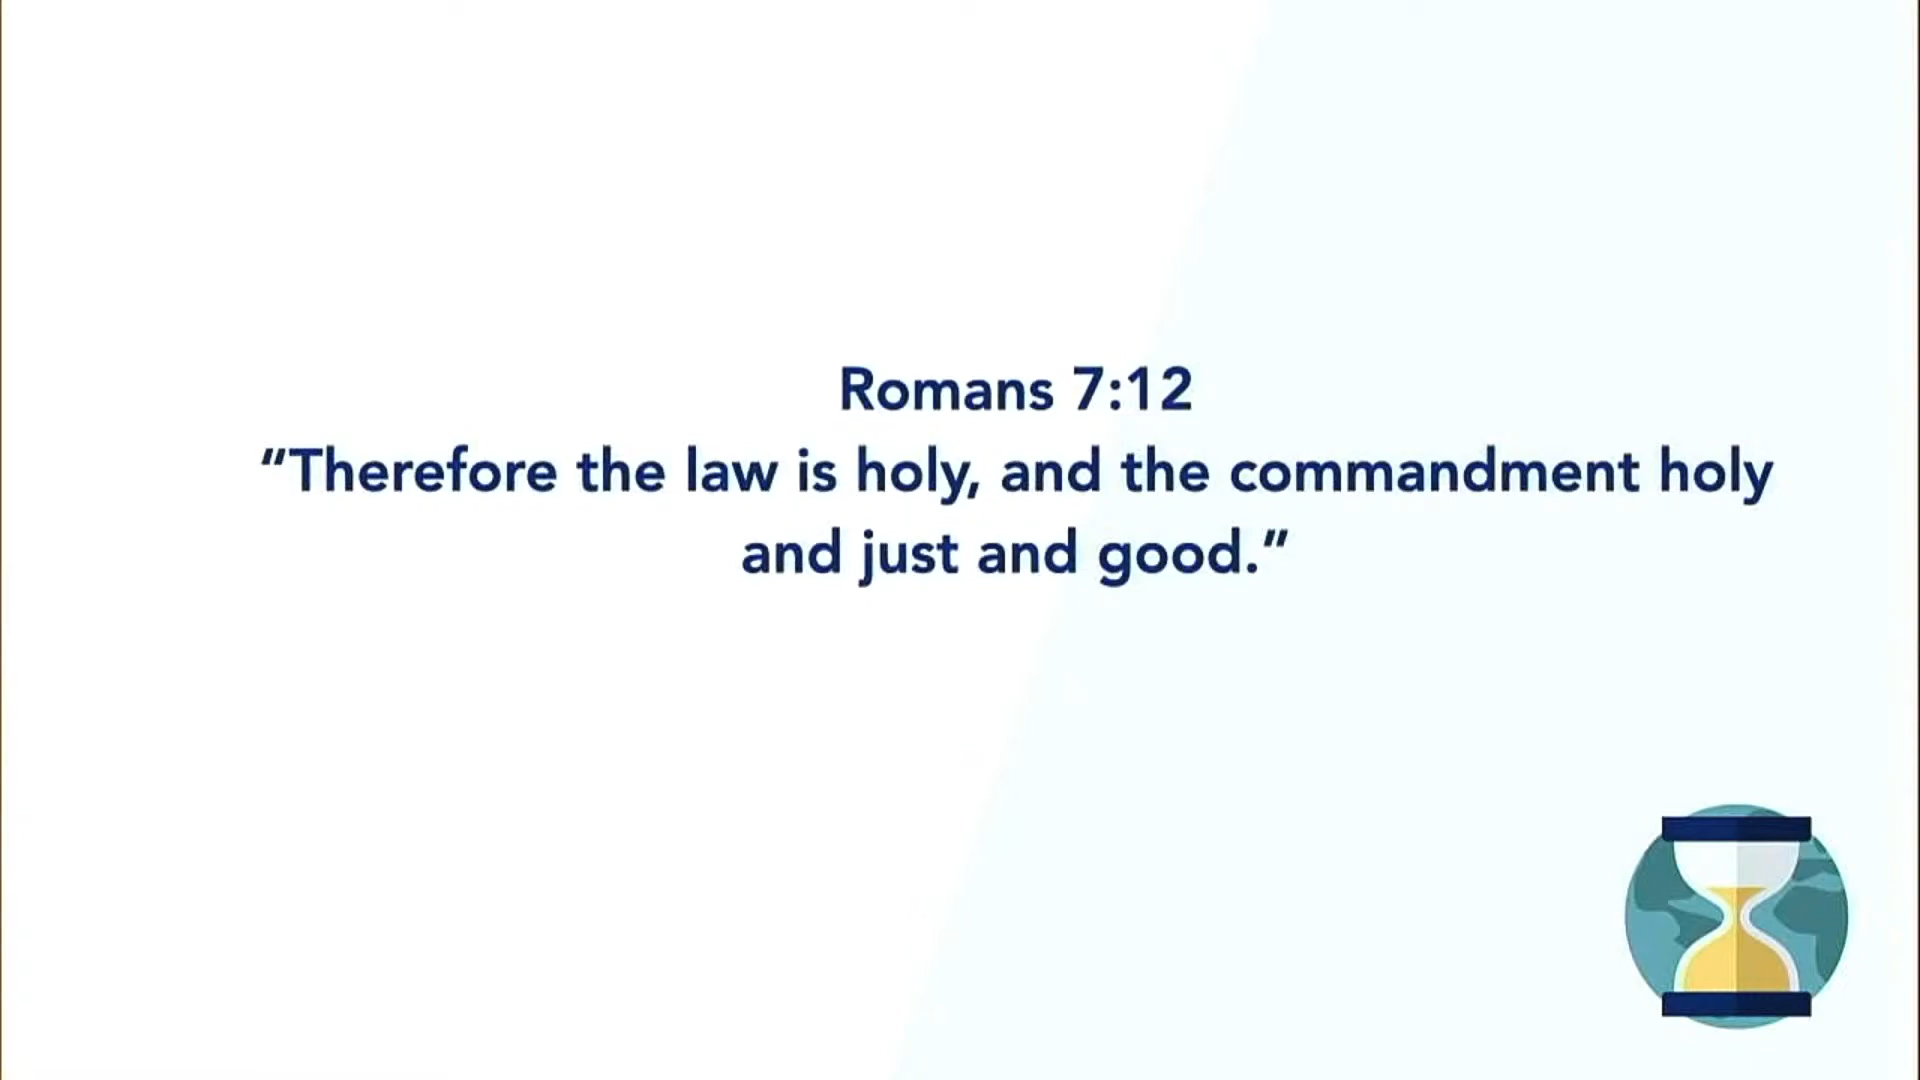 Romans 7:12
“Therefore the law is holy, and the commandment holy
and just and good.”